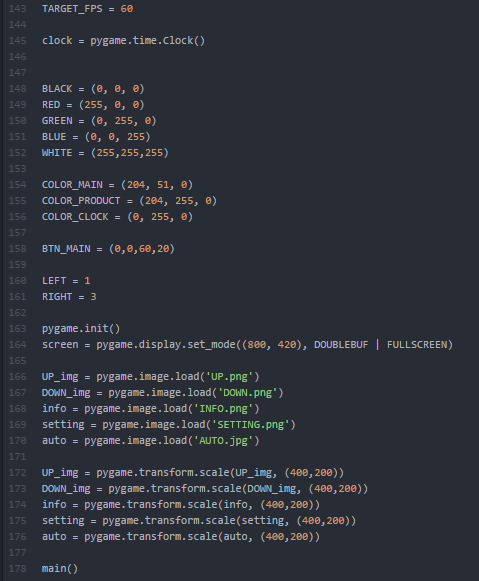 143 TARGET_FPS = 60
144
145 clock = pygame.time.Clock()
146
147
148 BLACK = (0, 0, 0)
149 RED = (255, 0, 0)
150 GREEN = (0, 255, 0)
151 BLUE = (0, 0, 255)
152 WHITE = (255,255,255)
153
154 COLOR_MAIN = (204, 51, 0)
155 COLOR_PRODUCT = (204, 255, 0)
156 COLOR_CLOCK = (0, 255, 0)
157
158 BTN_MAIN = (0,0,60,20)
159
160 LEFT = 1
161 RIGHT = 3
162
163 pygame.init()
164 screen = pygame.display.set_mode((800, 420), DOUBLEBUF | FULLSCREEN)
165
166 UP_img = pygame.image.load('UP.png')
167 DOWN_img = pygame.image.load('DOWN.png')
168 info = pygame.image.load('INFO.png')
169 setting = pygame.image.load('SETTING.png')
170 auto = pygame.image.load('AUTO.jpg')
171
172 UP_img = pygame.transform.scale(UP_img, (400,200))
173 DOWN_img = pygame.transform.scale(DOWN_img, (400,200))
174 info = pygame.transform.scale(info, (400,200))
175 setting = pygame.transform.scale(setting, (400,200))
176 auto = pygame.transform.scale(auto, (400,200))
177
178 main()